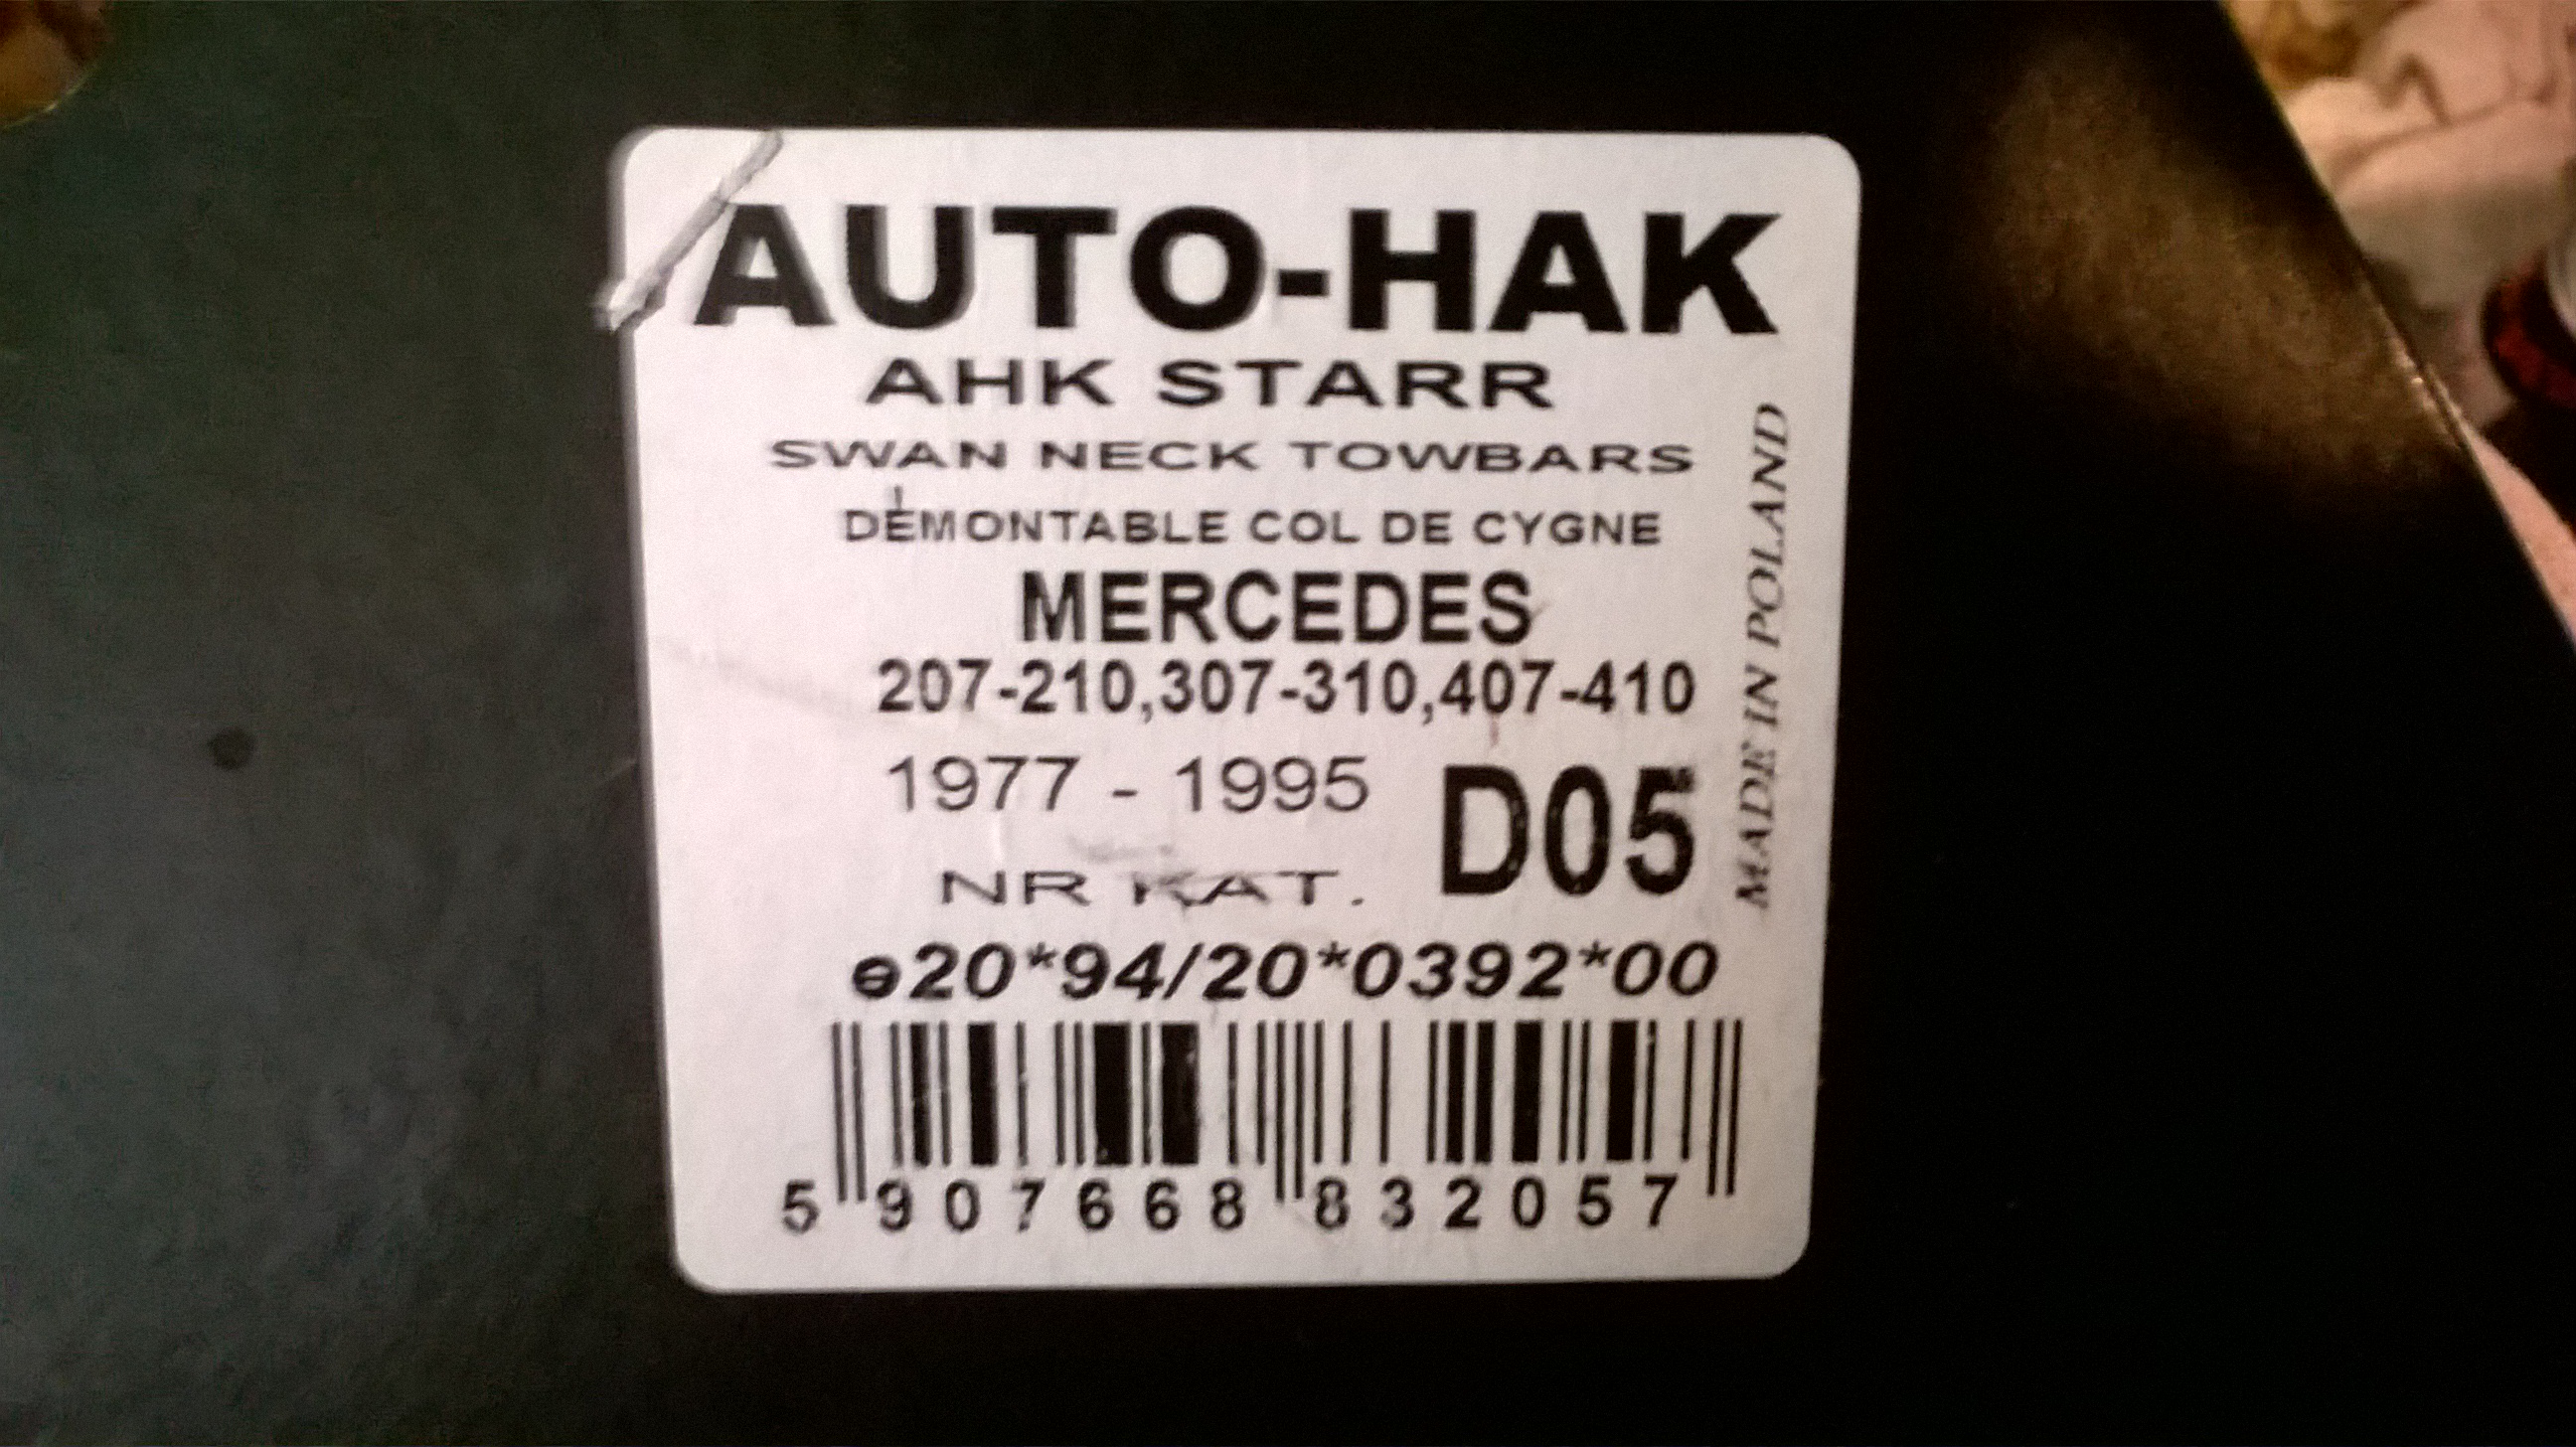 AUTO-HAK
AHK STARR
SWAN NECK TOWBARS
DÉMONTABLE COL DE CYGNE
MERCEDES
207-210,307-310,407-410
1977 - 1995
NR KAT. D05
MADE IN POLAND
e20*94/20*0392*00
5 907668 832057